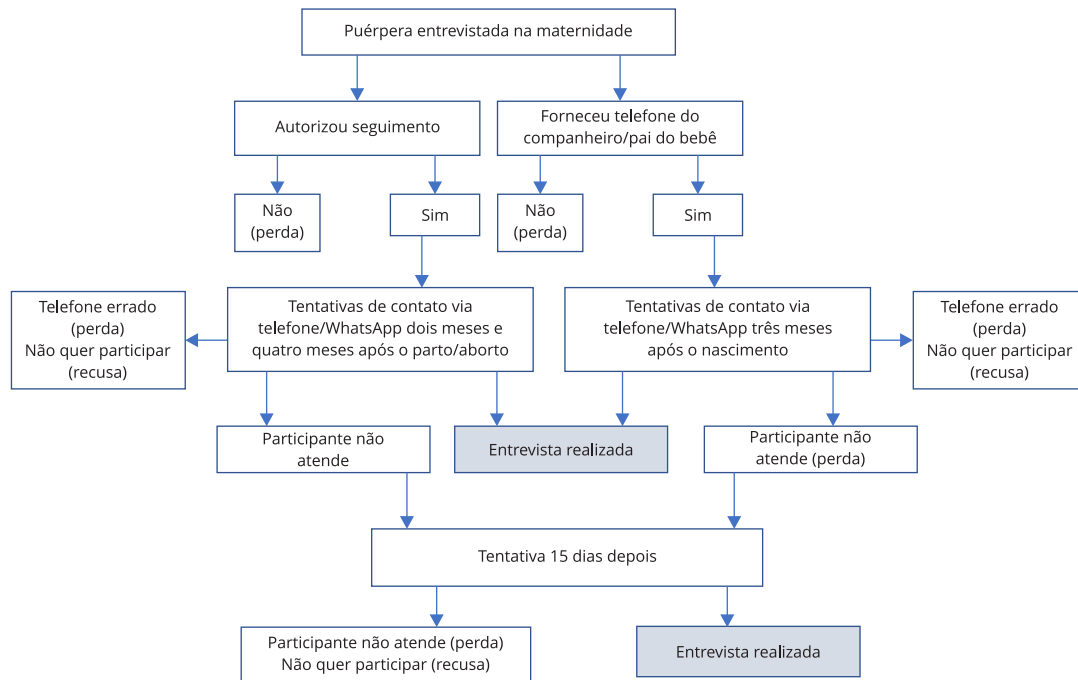 Puérpera entrevistada na maternidade
Autorizou seguimento
Forneceu telefone do
companheiro/pai do bebê
Não
(perda)
Sim
Não
(perda)
Sim
Telefone errado
(perda)
Não quer participar
(recusa)
Tentativas de contato via
telefone/WhatsApp dois meses e
quatro meses após o parto/aborto
Tentativas de contato via
telefone/WhatsApp três meses
após o nascimento
Telefone errado
(perda)
Não quer participar
(recusa)
Participante não
atende
Entrevista realizada
Participante não
atende (perda)
Tentativa 15 dias depois
Participante não atende (perda)
Não quer participar (recusa)
Entrevista realizada